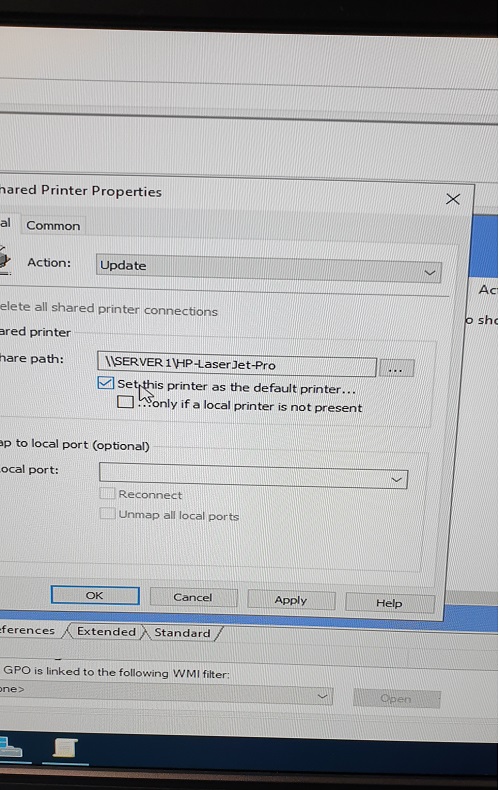 hared Printer Properties
al Common
Action: Update
elete all shared printer connections
ared printer
hare path: \\SERVER1\HP-LaserJet-Pro ...
Set this printer as the default printer...
...only if a local printer is not present
ap to local port (optional)
ocal port:
Reconnect
Unmap all local ports
OK Cancel Apply Help
Ac
o sho
ferences Extended Standard
GPO is linked to the following WMI filter:
one>
Open